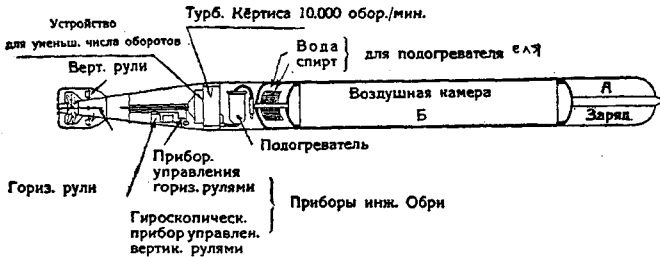 Турб. Кёртиса 10.000 обор./мин.
Устройство
для уменьш. числа оборотов
Верт. рули
Вода
спирт
для подогревателя
Воздушная камера
Б
А
Заряд.
Подогреватель
Прибор.
управления
гориз. рулями
Гориз. рули
Гироскопическ.
прибор управлен.
вертик. рулями
Приборы инж. Обри